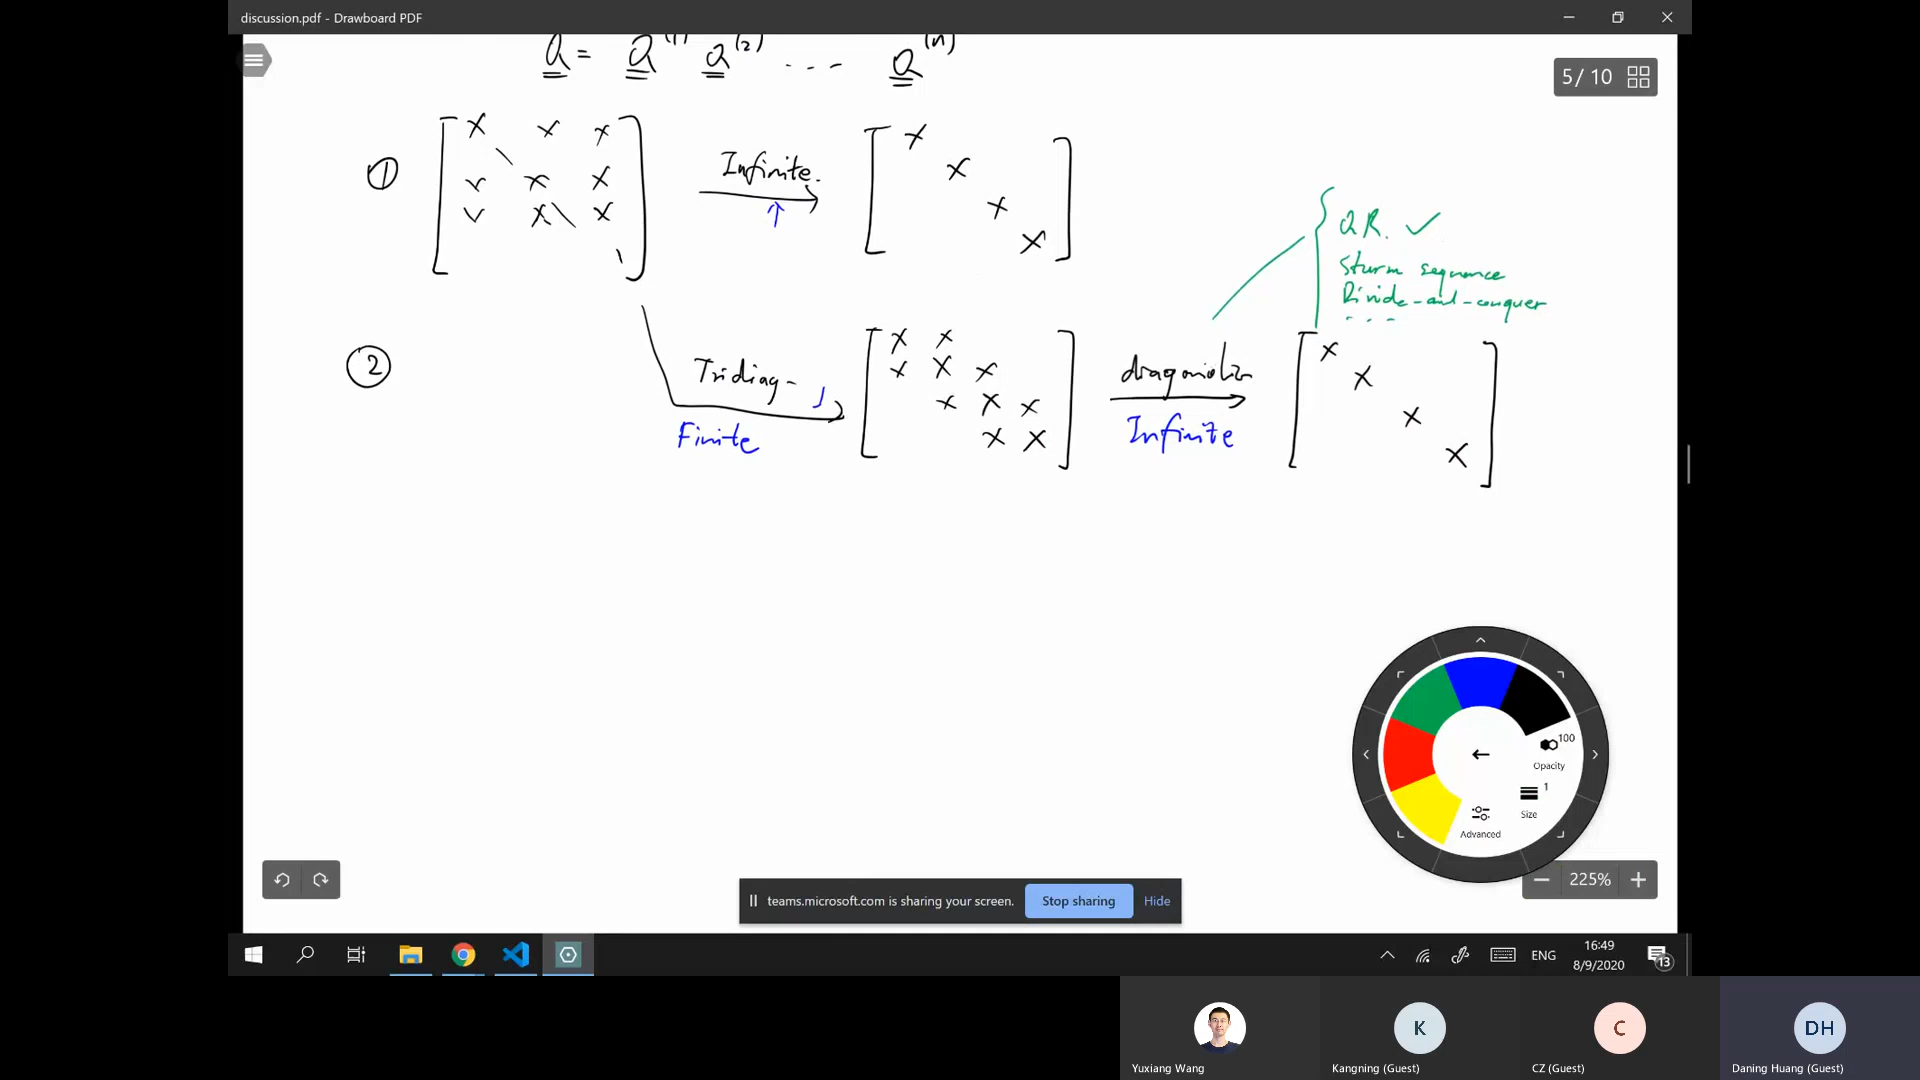 discussion.pdf - Drawboard PDF
Q = Q^(1) Q^(2) .... Q^(n)
5 / 10
① [ x x x
v x x
v x x ]
Infinite.
↑
[ x
x
x
x ]
QR. ✓
Sturm sequence
Divide-and-conquer
- - -
②
Tridiag-
Finite
[ x x
x x x
x x x
x x ]
Infinite
[ x
x
x
x ]
100
Opacity
1
Size
Advanced
225%
teams.microsoft.com is sharing your screen. Stop sharing Hide
ENG
16:49
8/9/2020
13
K C DH
Yuxiang Wang Kangning (Guest) CZ (Guest) Daning Huang (Guest)